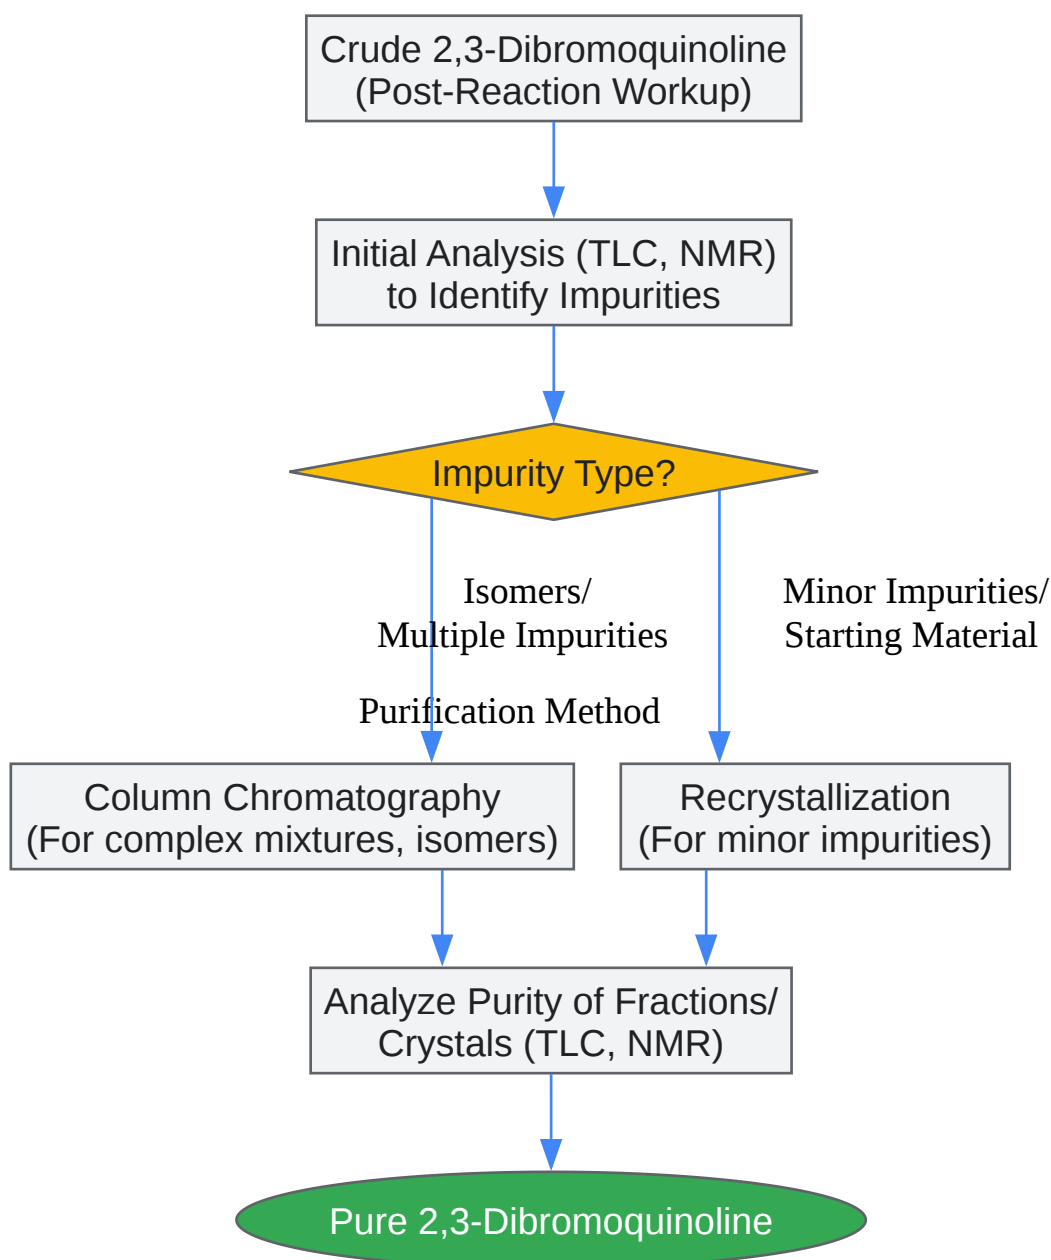 Crude 2,3-Dibromoquinoline
(Post-Reaction Workup)
Initial Analysis (TLC, NMR)
to Identify Impurities
Impurity Type?
Isomers/
Multiple Impurities
Minor Impurities/
Starting Material
Purification Method
Column Chromatography
(For complex mixtures, isomers)
Recrystallization
(For minor impurities)
Analyze Purity of Fractions/
Crystals (TLC, NMR)
Pure 2,3-Dibromoquinoline